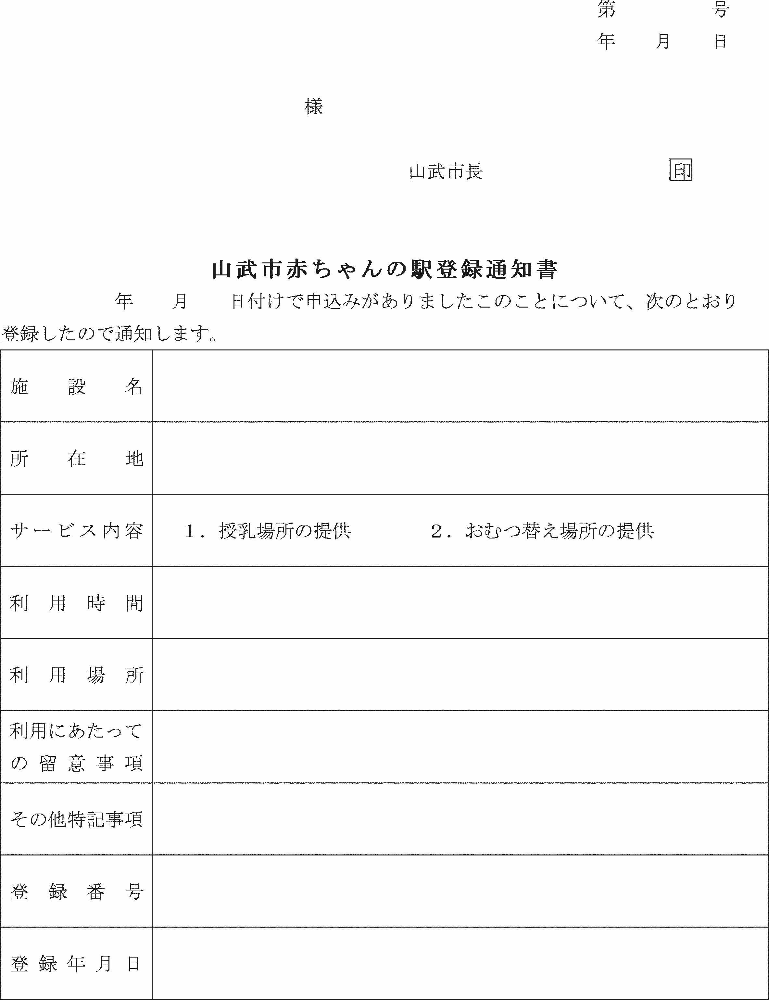 第　　　　　号
年　　月　　日
様
山武市長　　　　　　　　　　印
山武市赤ちゃんの駅登録通知書
年　　月　　日付けで申込みがありましたこのことについて、次のとおり
登録したので通知します。
施設名
所在地
サービス内容　１．授乳場所の提供　　　　２．おむつ替え場所の提供
利用時間
利用場所
利用にあたって
の留意事項
その他特記事項
登録番号
登録年月日